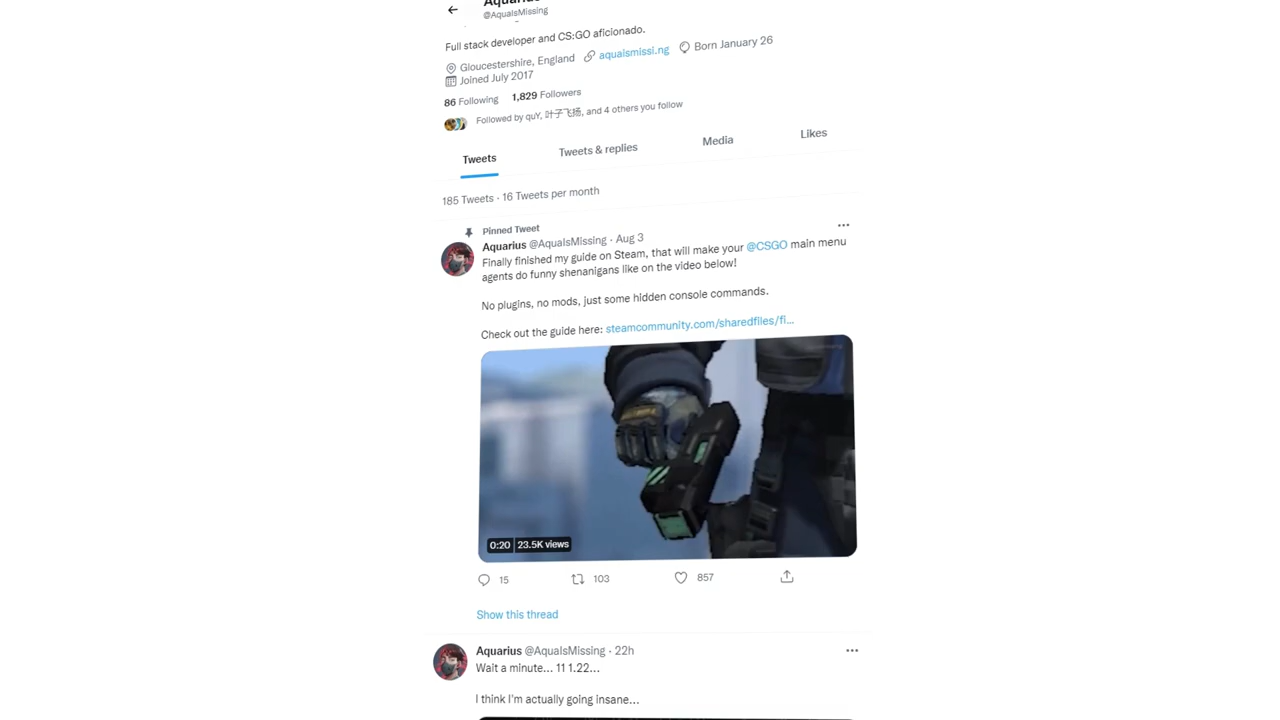 Aquarius
@AquaIsMissing
Full stack developer and CS:GO aficionado.
Gloucestershire, England aquaismissi.ng Born January 26
Joined July 2017
86 Following 1,829 Followers
Followed by quY, 叶子飞扬, and 4 others you follow
Tweets Tweets & replies Media Likes
185 Tweets · 16 Tweets per month
Pinned Tweet
Aquarius @AquaIsMissing · Aug 3
Finally finished my guide on Steam, that will make your @CSGO main menu
agents do funny shenanigans like on the video below!
No plugins, no mods, just some hidden console commands.
Check out the guide here: steamcommunity.com/sharedfiles/fi...
0:20 23.5K views
15 103 857
Show this thread
Aquarius @AquaIsMissing · 22h
Wait a minute... 11 1.22...
I think I'm actually going insane...